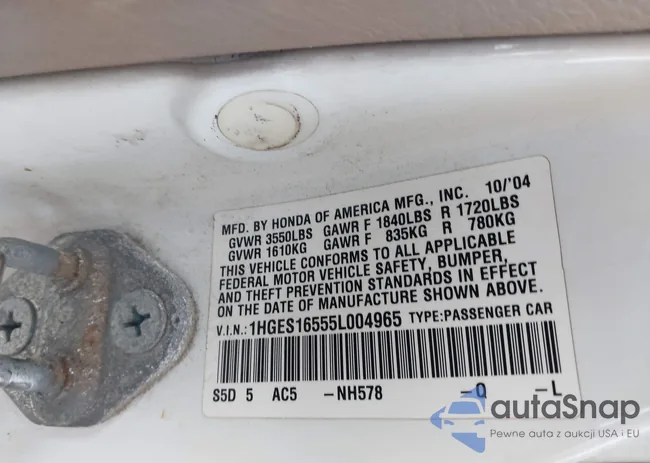 MFD. BY HONDA OF AMERICA MFG., INC. 10/'04
GVWR 3550LBS GAWR F 1840LBS R 1720LBS
GVWR 1610KG GAWR F 835KG R 780KG
THIS VEHICLE CONFORMS TO ALL APPLICABLE
FEDERAL MOTOR VEHICLE SAFETY, BUMPER,
AND THEFT PREVENTION STANDARDS IN EFFECT
ON THE DATE OF MANUFACTURE SHOWN ABOVE.
V.I.N.:1HGES16555L004965 TYPE:PASSENGER CAR
S5D 5 AC5 -NH578 -Q -L
autaSnap
Pewne auta z aukcji USA i EU